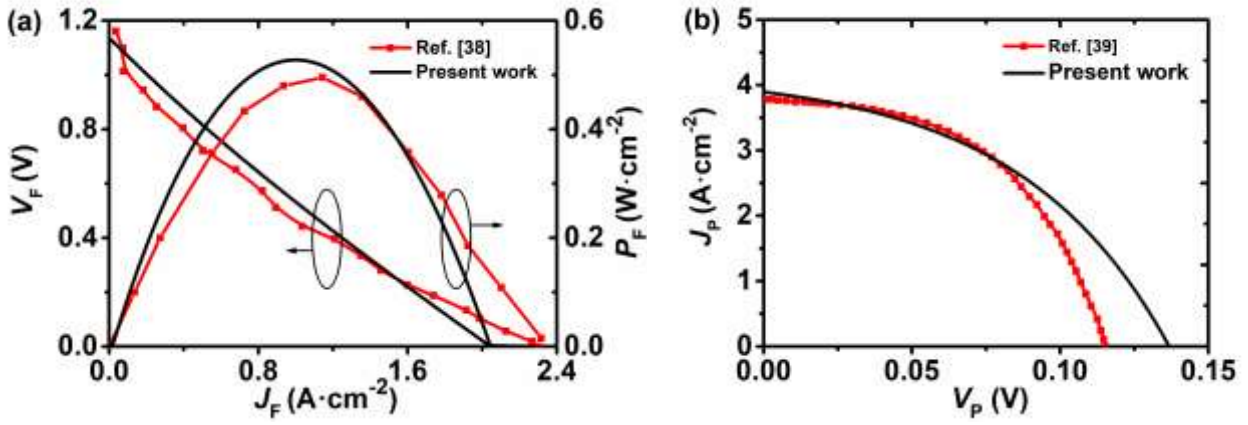 (a)
1.2
0.8
0.4
0.0
V_F (V)
0.0 0.8 1.6 2.4
J_F (A·cm⁻²)
0.6
0.4
0.2
0.0
P_F (W·cm⁻²)
Ref. [38]
Present work
(b)
5
4
3
2
1
0
J_P (A·cm⁻²)
0.00 0.05 0.10 0.15
V_P (V)
Ref. [39]
Present work